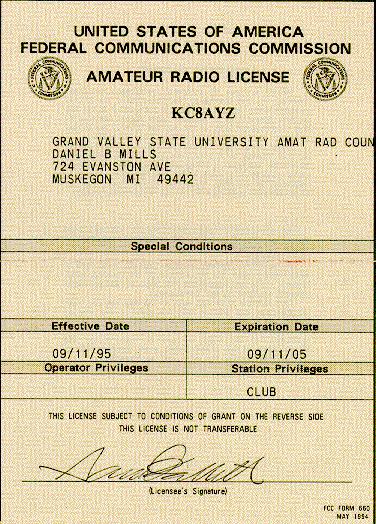 UNITED STATES OF AMERICA
FEDERAL COMMUNICATIONS COMMISSION
AMATEUR RADIO LICENSE
KC8AYZ
GRAND VALLEY STATE UNIVERSITY AMAT RAD COUN
DANIEL B MILLS
724 EVANSTON AVE
MUSKEGON MI 49442
Special Conditions
Effective Date Expiration Date
09/11/95 09/11/05
Operator Privileges Station Privileges
CLUB
THIS LICENSE SUBJECT TO CONDITIONS OF GRANT ON THE REVERSE SIDE
THIS LICENSE IS NOT TRANSFERABLE
(Licensee's Signature)
FCC FORM 660
MAY 1994